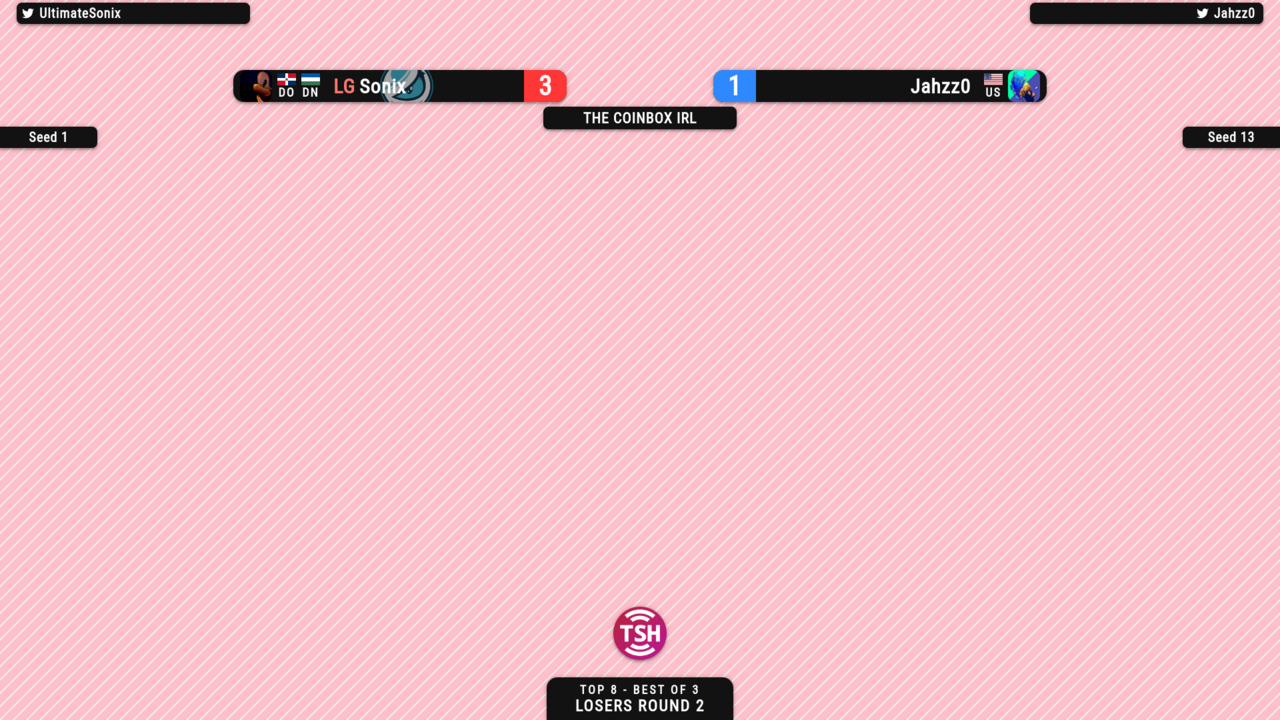 UltimateSonix
Jahzz0
DO DN LG Sonix 3
1 Jahzz0 US
THE COINBOX IRL
Seed 1
Seed 13
TSH
TOP 8 - BEST OF 3
LOSERS ROUND 2